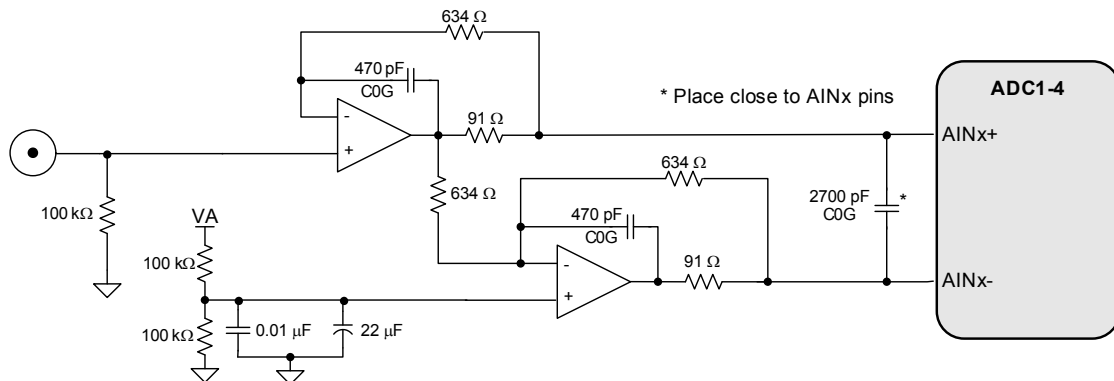 634 Ω
470 pF
C0G
* Place close to AINx pins
ADC1-4
-
+
91 Ω
AINx+
100 kΩ
634 Ω
634 Ω
2700 pF
C0G
*
VA
470 pF
C0G
100 kΩ
-
+
91 Ω
AINx-
100 kΩ
0.01 µF
22 µF